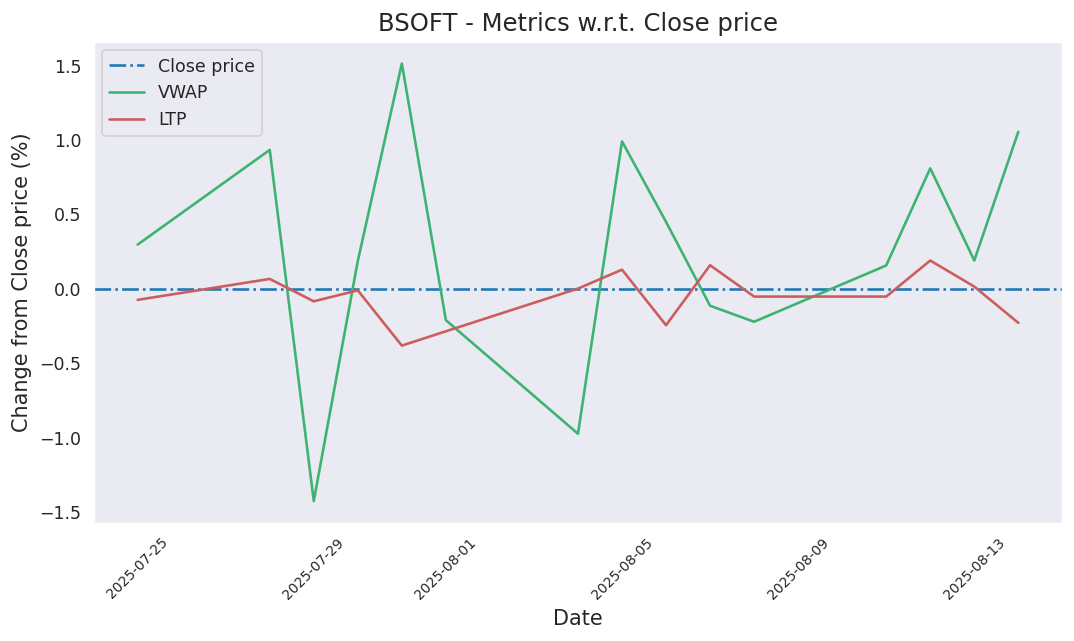 BSOFT - Metrics w.r.t. Close price
Close price
VWAP
LTP
Change from Close price (%)
1.5
1.0
0.5
0.0
−0.5
−1.0
−1.5
2025-07-25
2025-07-29
2025-08-01
2025-08-05
2025-08-09
2025-08-13
Date